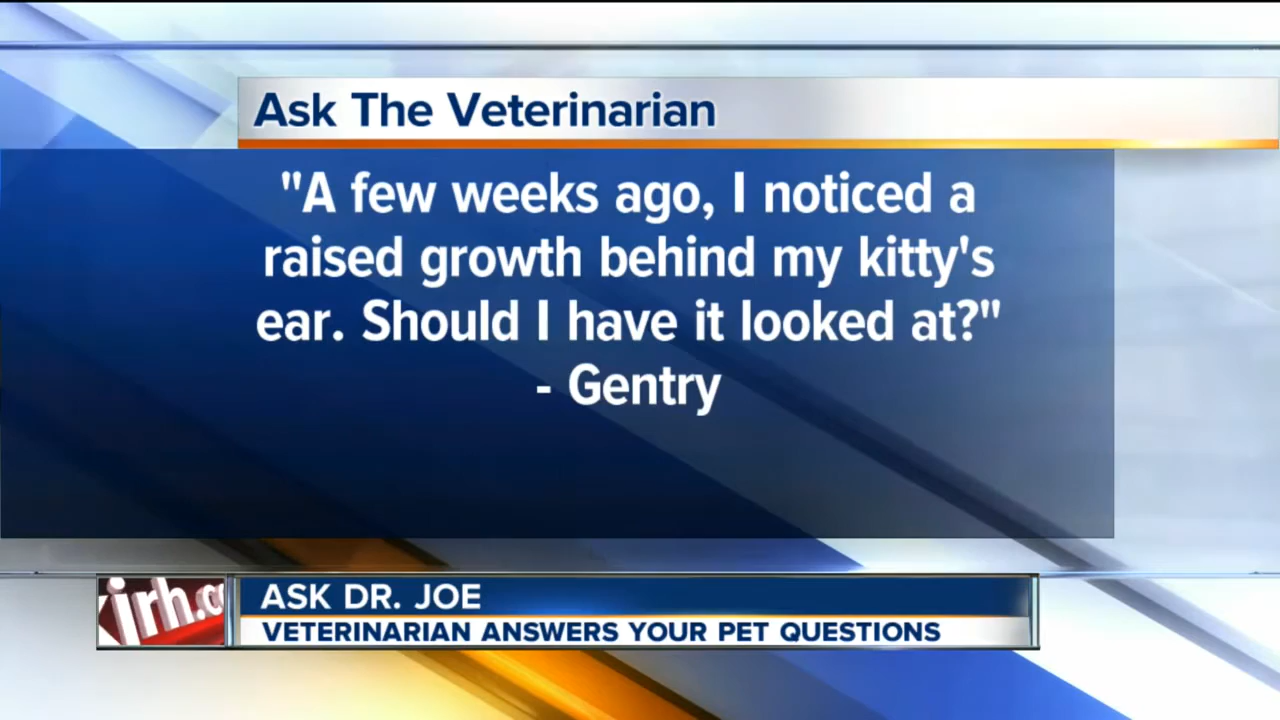 Ask The Veterinarian
"A few weeks ago, I noticed a
raised growth behind my kitty's
ear. Should I have it looked at?"
- Gentry
ASK DR. JOE
VETERINARIAN ANSWERS YOUR PET QUESTIONS